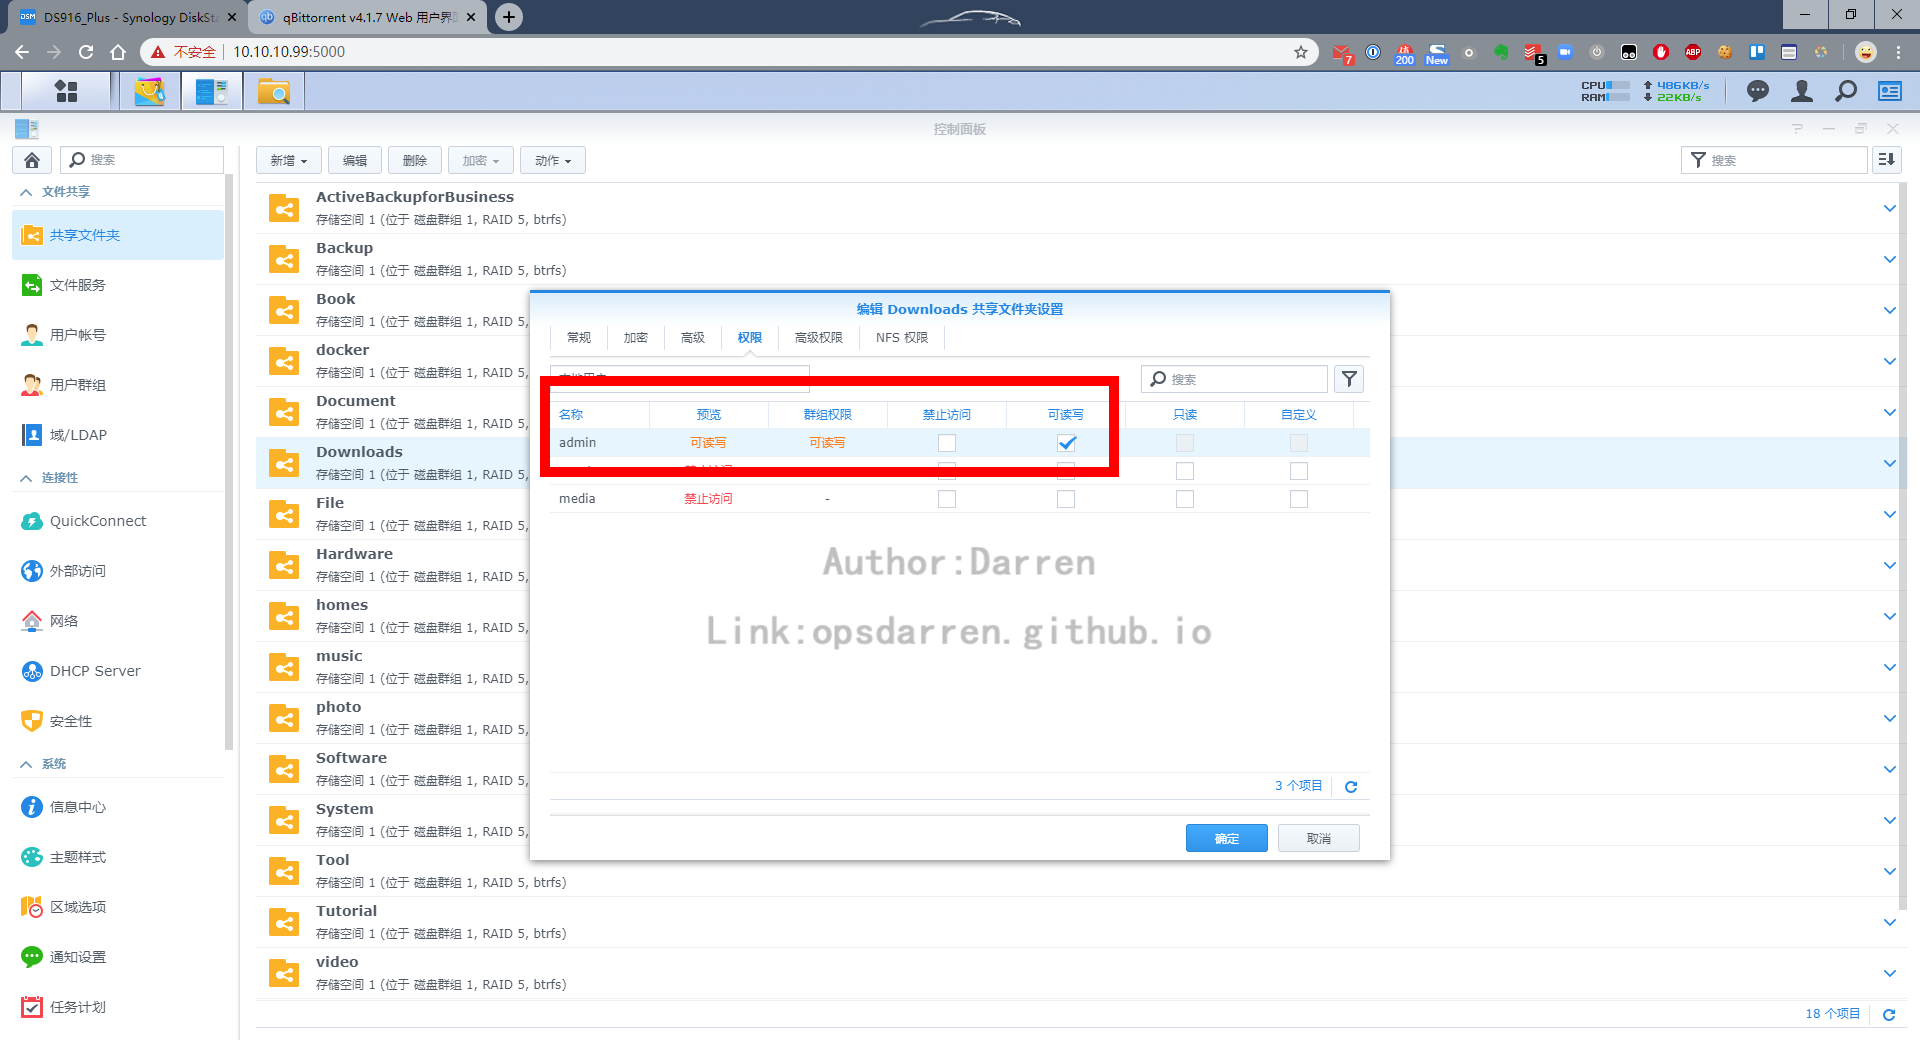 DS916_Plus - Synology DiskSt
qBittorrent v4.1.7 Web 用户界
不安全
10.10.10.99:5000
7
200
New
5
ABP
CPU
RAM
486KB/s
22KB/s
控制面板
搜索
文件共享
共享文件夹
文件服务
用户帐号
用户群组
域/LDAP
连接性
QuickConnect
外部访问
网络
DHCP Server
安全性
系统
信息中心
主题样式
区域选项
通知设置
任务计划
新增
编辑
删除
加密
动作
搜索
ActiveBackupforBusiness
存储空间 1 (位于 磁盘群组 1, RAID 5, btrfs)
Backup
存储空间 1 (位于 磁盘群组 1, RAID 5, btrfs)
Book
存储空间 1 (位于 磁盘群组 1, RAID 5,
docker
存储空间 1 (位于 磁盘群组 1, RAID 5,
Document
存储空间 1 (位于 磁盘群组 1, RAID 5,
Downloads
存储空间 1 (位于 磁盘群组 1, RAID 5,
File
存储空间 1 (位于 磁盘群组 1, RAID 5,
Hardware
存储空间 1 (位于 磁盘群组 1, RAID 5,
homes
存储空间 1 (位于 磁盘群组 1, RAID 5,
music
存储空间 1 (位于 磁盘群组 1, RAID 5,
photo
存储空间 1 (位于 磁盘群组 1, RAID 5,
Software
存储空间 1 (位于 磁盘群组 1, RAID 5,
System
存储空间 1 (位于 磁盘群组 1, RAID 5,
Tool
存储空间 1 (位于 磁盘群组 1, RAID 5, btrfs)
Tutorial
存储空间 1 (位于 磁盘群组 1, RAID 5, btrfs)
video
存储空间 1 (位于 磁盘群组 1, RAID 5, btrfs)
18 个项目
编辑 Downloads 共享文件夹设置
常规 加密 高级 权限 高级权限 NFS 权限
搜索
名称 预览 群组权限 禁止访问 可读写 只读 自定义
admin 可读写 可读写
media 禁止访问 -
Author:Darren
Link:opsdarren.github.io
3 个项目
确定 取消